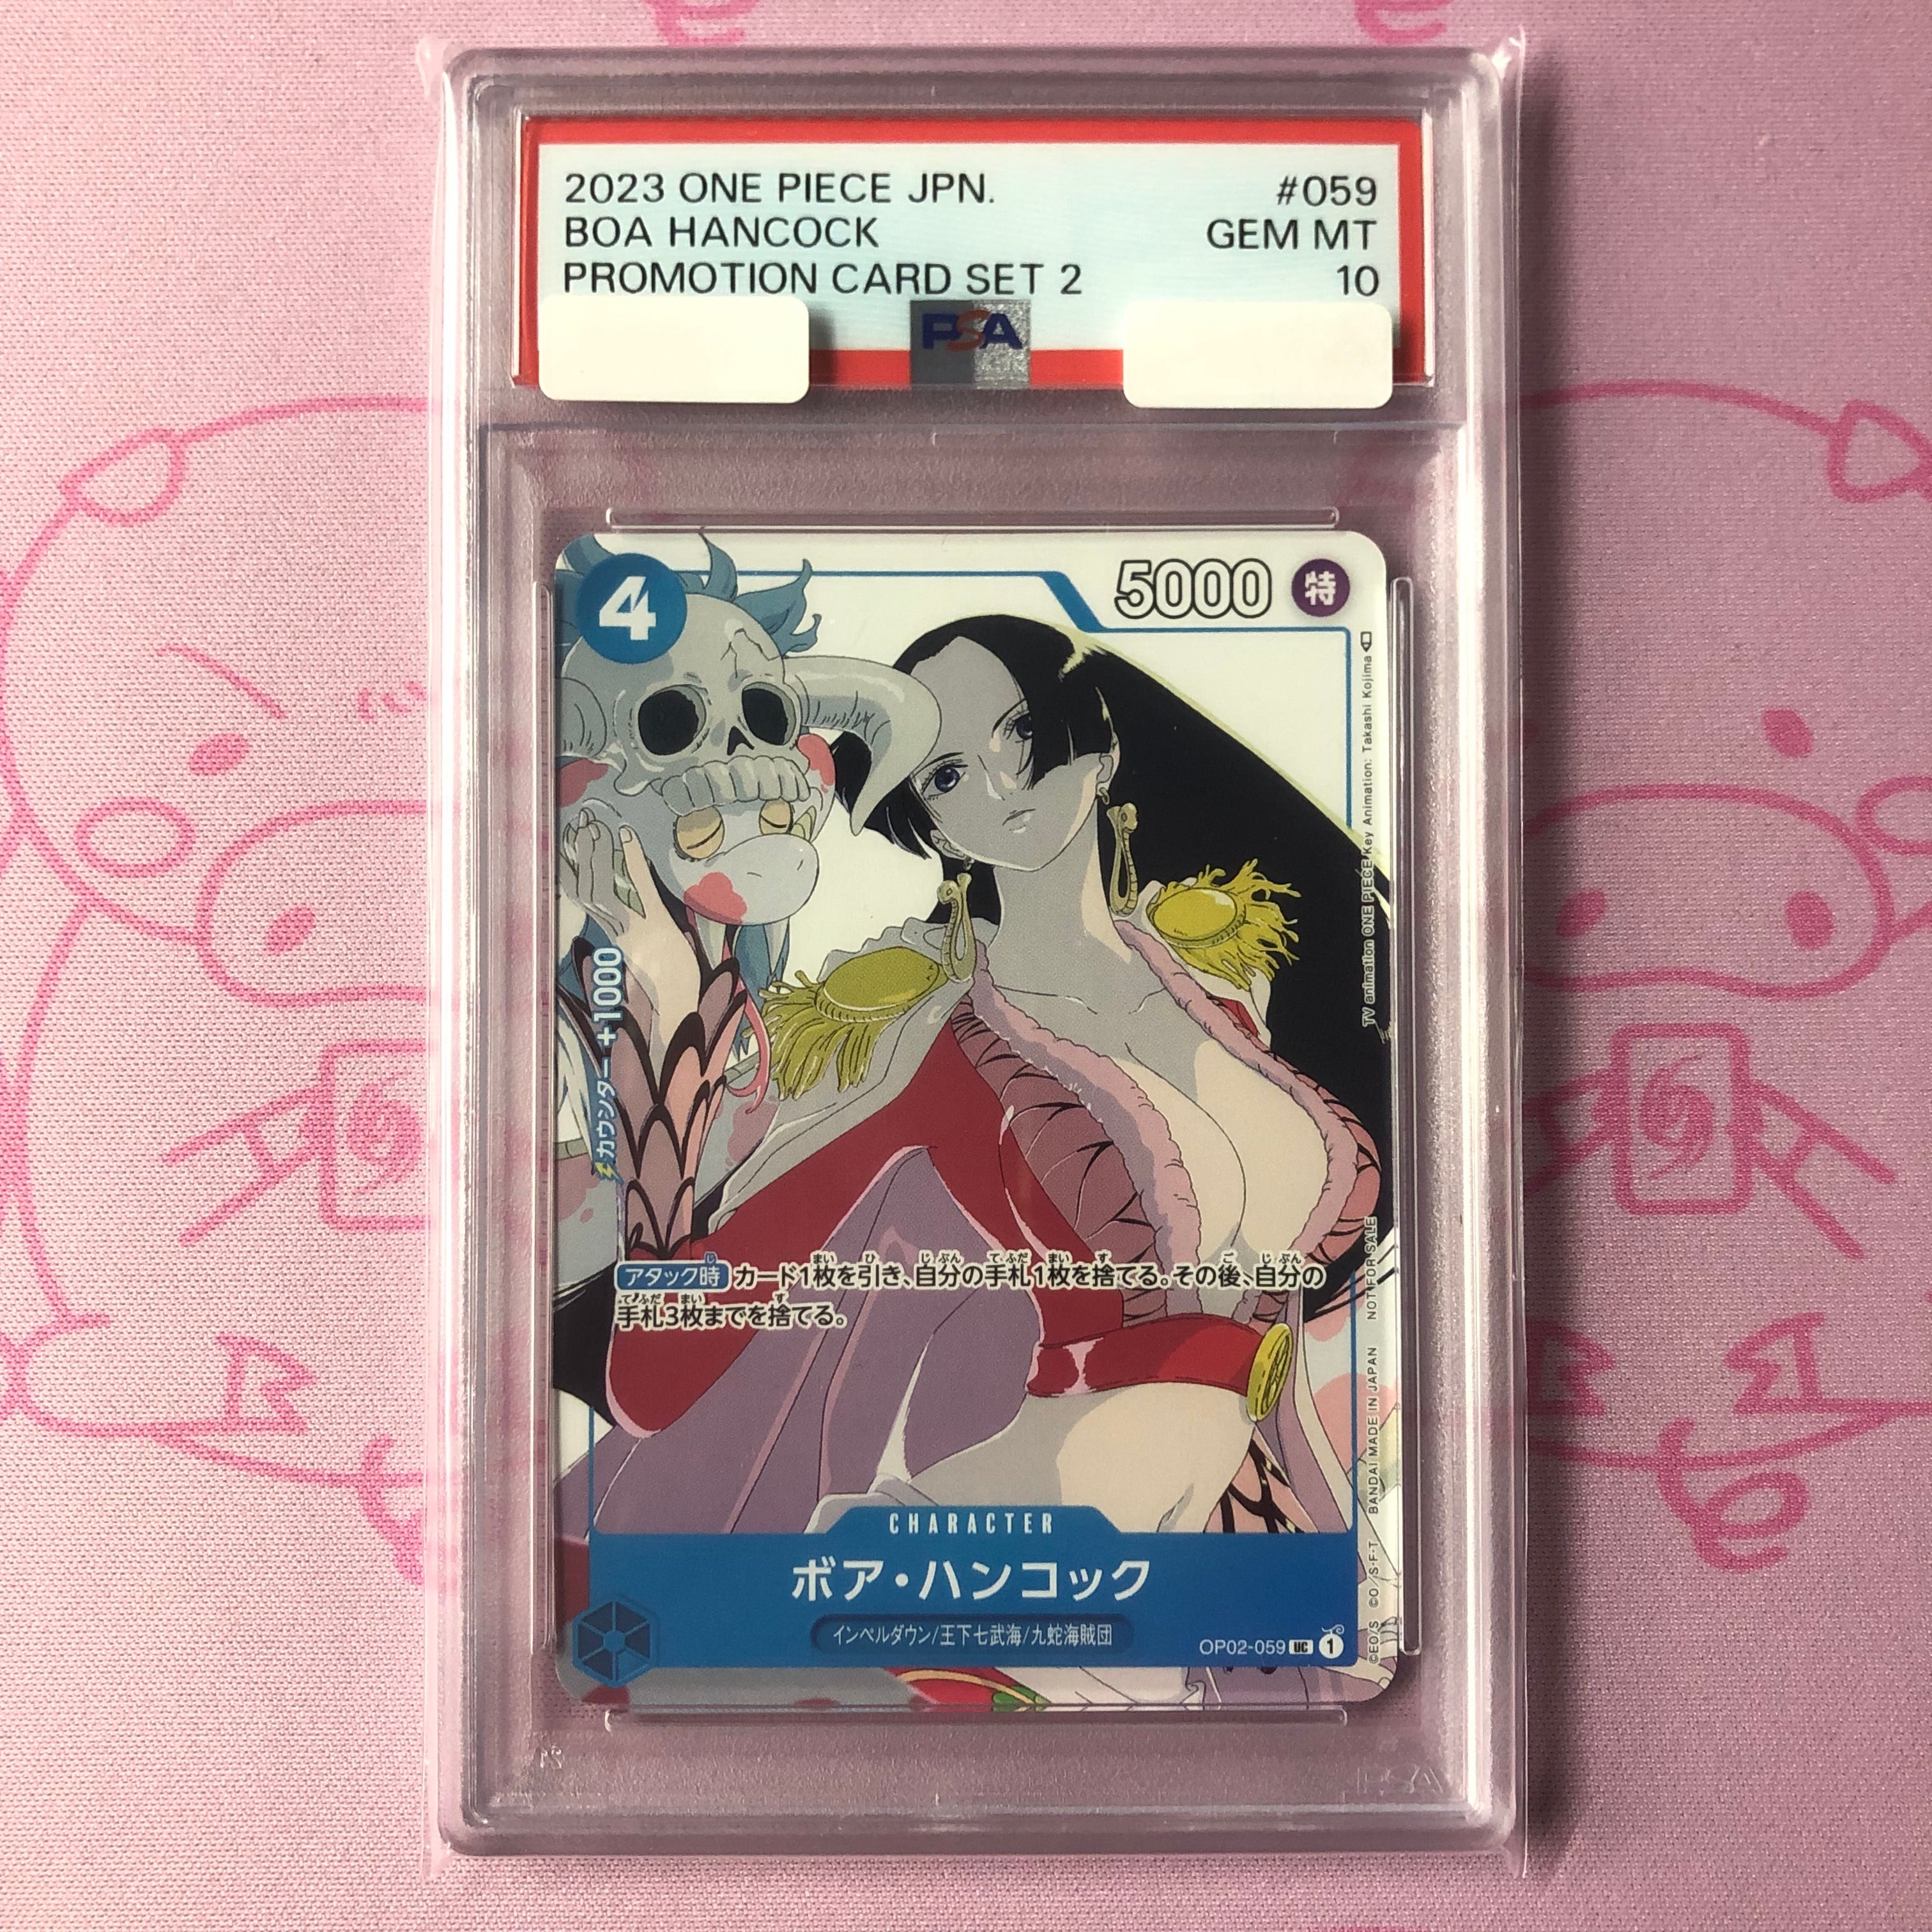 2023 ONE PIECE JPN. #059
BOA HANCOCK GEM MT
PROMOTION CARD SET 2 10
PSA
4
5000 特
TV animation ONE PIECE Key Animation: Takashi Kojima
カウンター +1000
アタック時 カード1枚を引き、自分の手札1枚を捨てる。その後、自分の
手札3枚までを捨てる。
CHARACTER
ボア・ハンコック
インペルダウン/王下七武海/九蛇海賊団
OP02-059 UC 1
©EO/S ©O/S・F・T BANDAI MADE IN JAPAN NOT FOR SALE
PSA